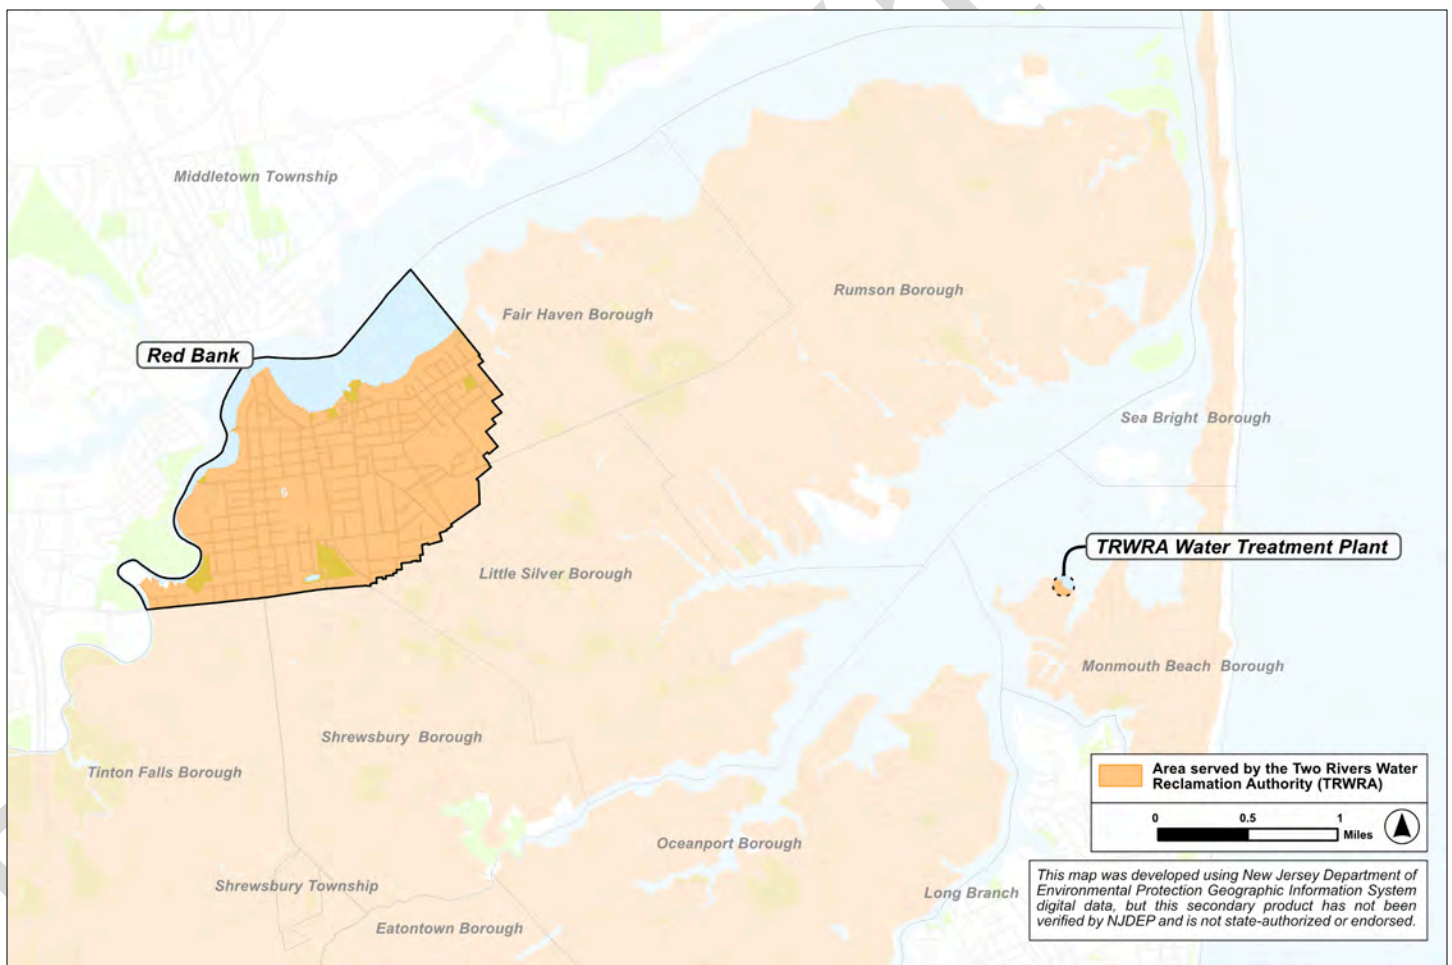 Middletown Township
Rumson Borough
Fair Haven Borough
Red Bank
Sea Bright  Borough
TRWRA Water Treatment Plant
Little Silver Borough
Monmouth Beach  Borough
Shrewsbury  Borough
Tinton Falls Borough
Area served by the Two Rivers Water
Reclamation Authority (TRWRA)
0 0.5 1
Miles
Oceanport Borough
Shrewsbury Township
Long Branch
Eatontown Borough
This map was developed using New Jersey Department of
Environmental Protection Geographic Information System
digital data, but this secondary product has not been
verified by NJDEP and is not state-authorized or endorsed.